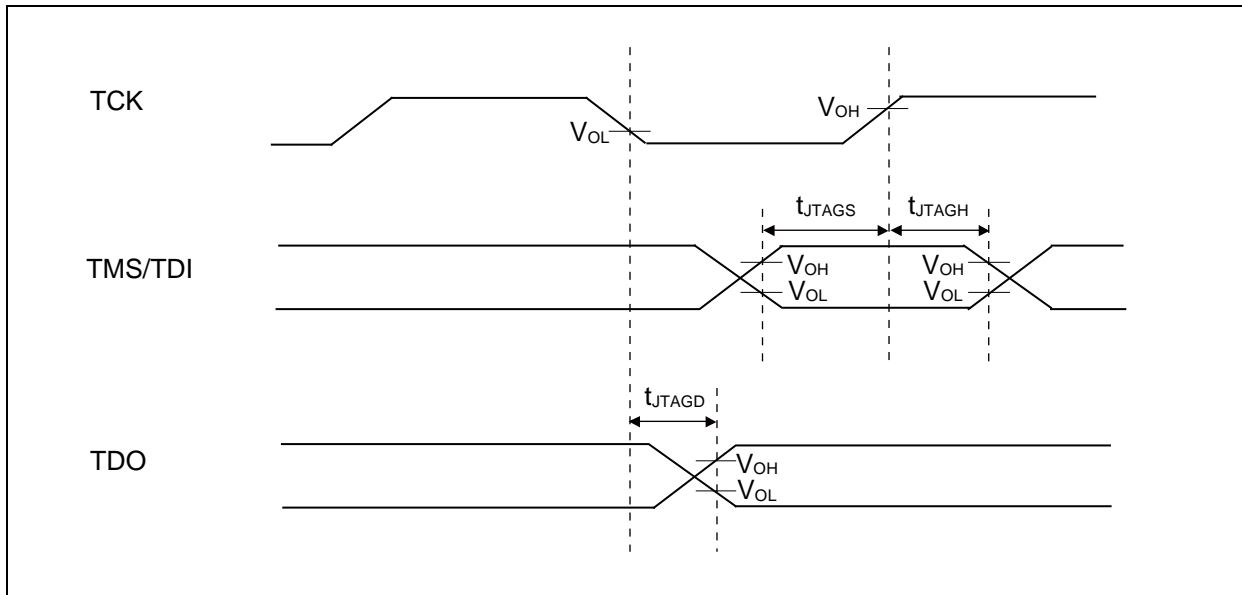 TCK
VOL
VOH
tJTAGS
tJTAGH
TMS/TDI
VOH
VOH
VOL
VOL
tJTAGD
TDO
VOH
VOL